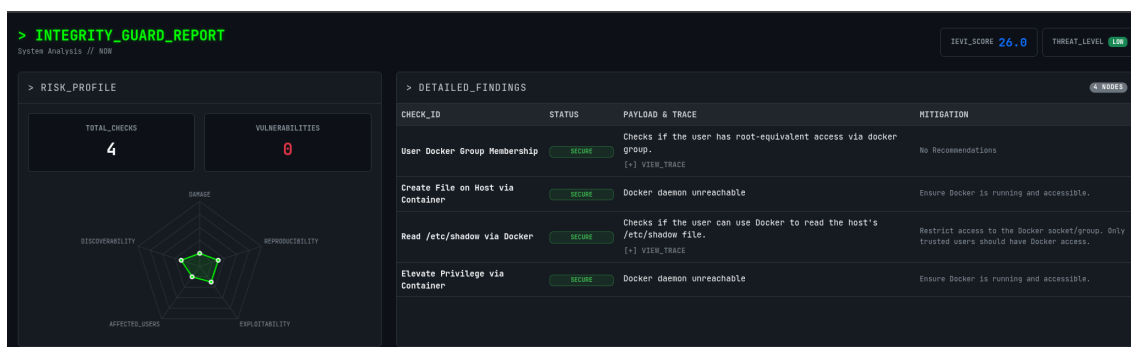 > INTEGRITY_GUARD_REPORT
System Analysis // NOW
IEVI_SCORE 26.0
THREAT_LEVEL LOW
> RISK_PROFILE
TOTAL_CHECKS
4
VULNERABILITIES
0
DAMAGE
DISCOVERABILITY
REPRODUCIBILITY
AFFECTED_USERS
EXPLOITABILITY
> DETAILED_FINDINGS
4 NODES
CHECK_ID STATUS PAYLOAD & TRACE MITIGATION
User Docker Group Membership
SECURE
Checks if the user has root-equivalent access via docker
group.
[+] VIEW_TRACE
No Recommendations
Create File on Host via
Container
SECURE
Docker daemon unreachable
Ensure Docker is running and accessible.
Read /etc/shadow via Docker
SECURE
Checks if the user can use Docker to read the host's
/etc/shadow file.
[+] VIEW_TRACE
Restrict access to the Docker socket/group. Only
trusted users should have Docker access.
Elevate Privilege via
Container
SECURE
Docker daemon unreachable
Ensure Docker is running and accessible.